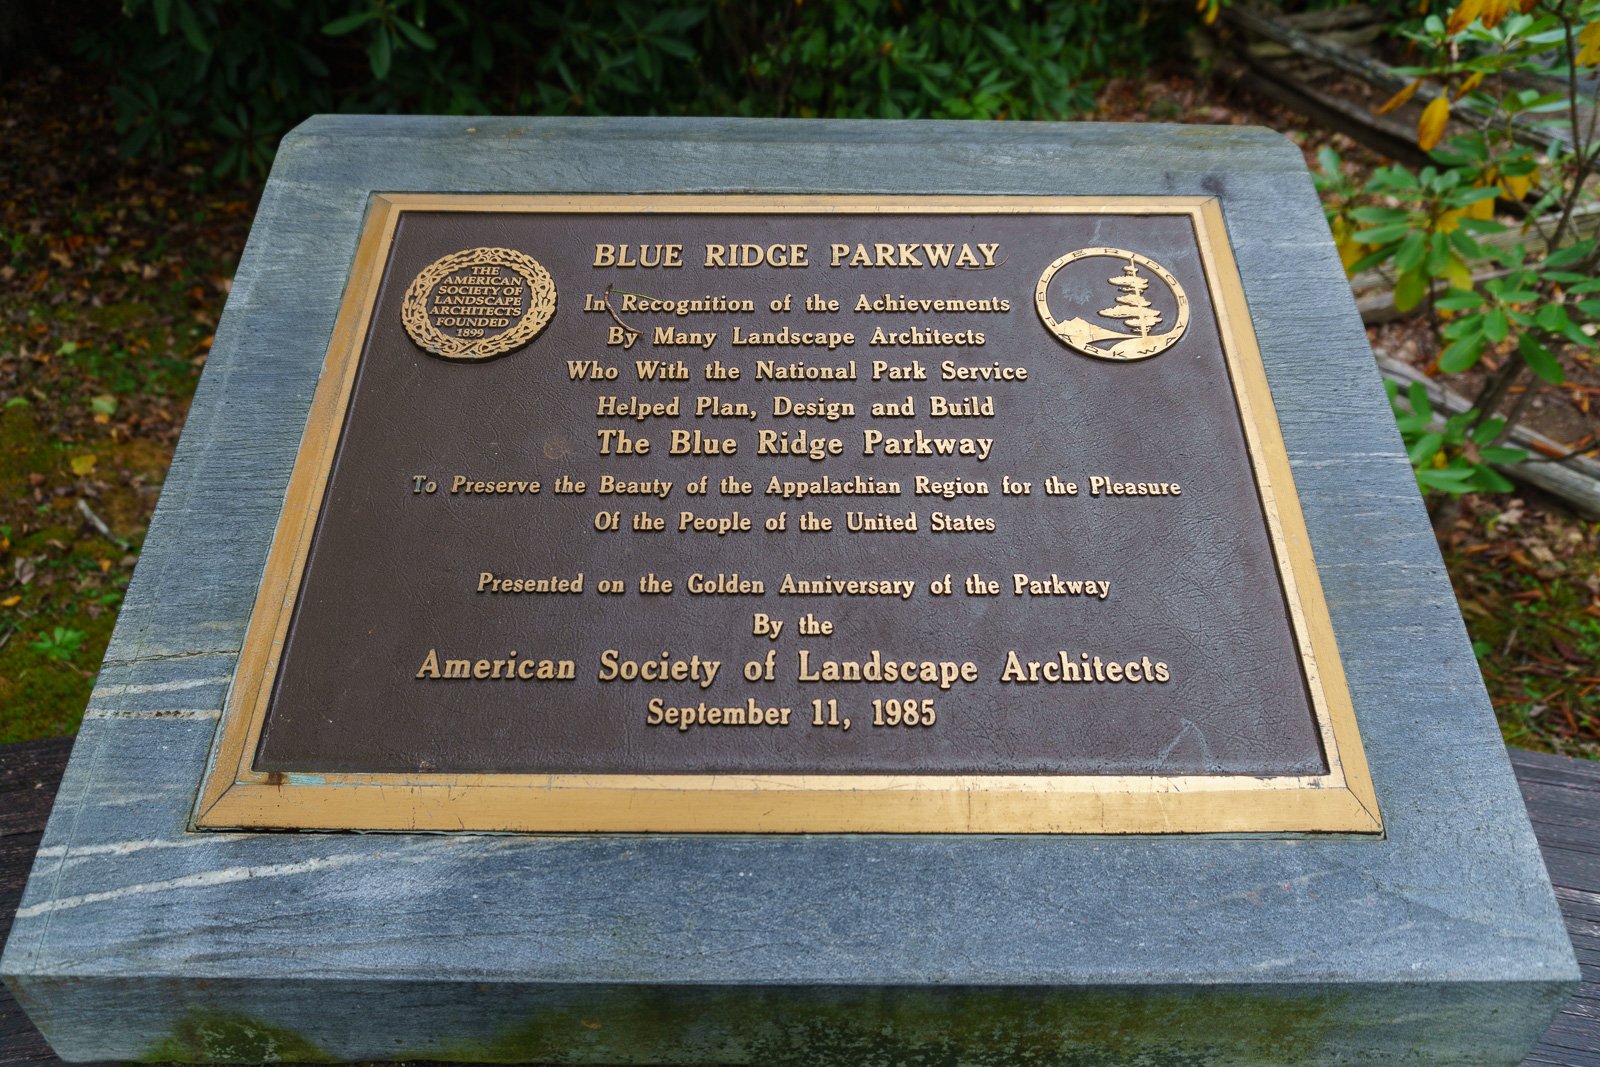 BLUE RIDGE PARKWAY
THE
AMERICAN
SOCIETY OF
LANDSCAPE
ARCHITECTS
FOUNDED
1899
BLUE RIDGE
PARKWAY
In Recognition of the Achievements
By Many Landscape Architects
Who With the National Park Service
Helped Plan, Design and Build
The Blue Ridge Parkway
To Preserve the Beauty of the Appalachian Region for the Pleasure
Of the People of the United States
Presented on the Golden Anniversary of the Parkway
By the
American Society of Landscape Architects
September 11, 1985